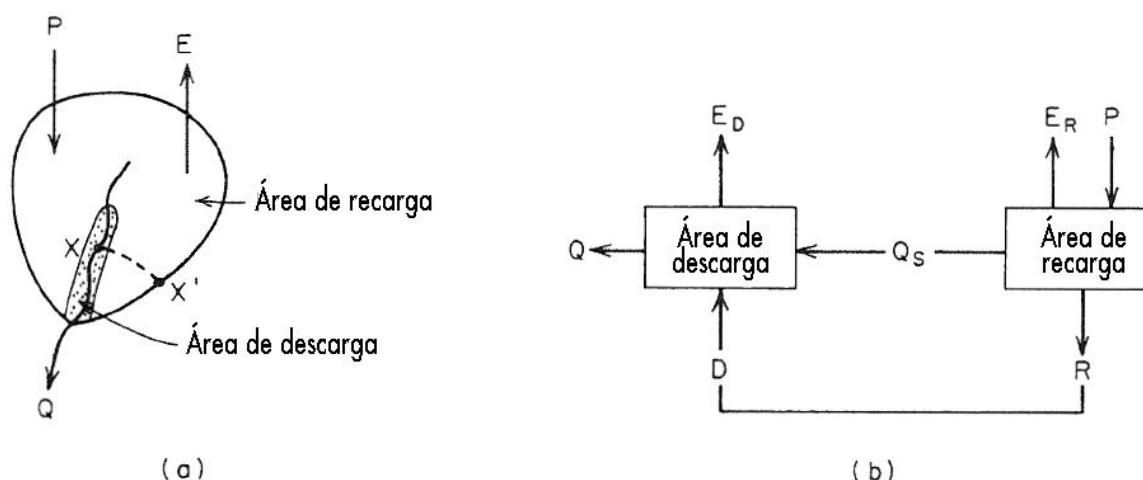 P
E
Área de recarga
X
X'
Área de descarga
Q
(a)
E_D
E_R
P
Q
Área de
descarga
Q_S
Área de
recarga
D
R
(b)